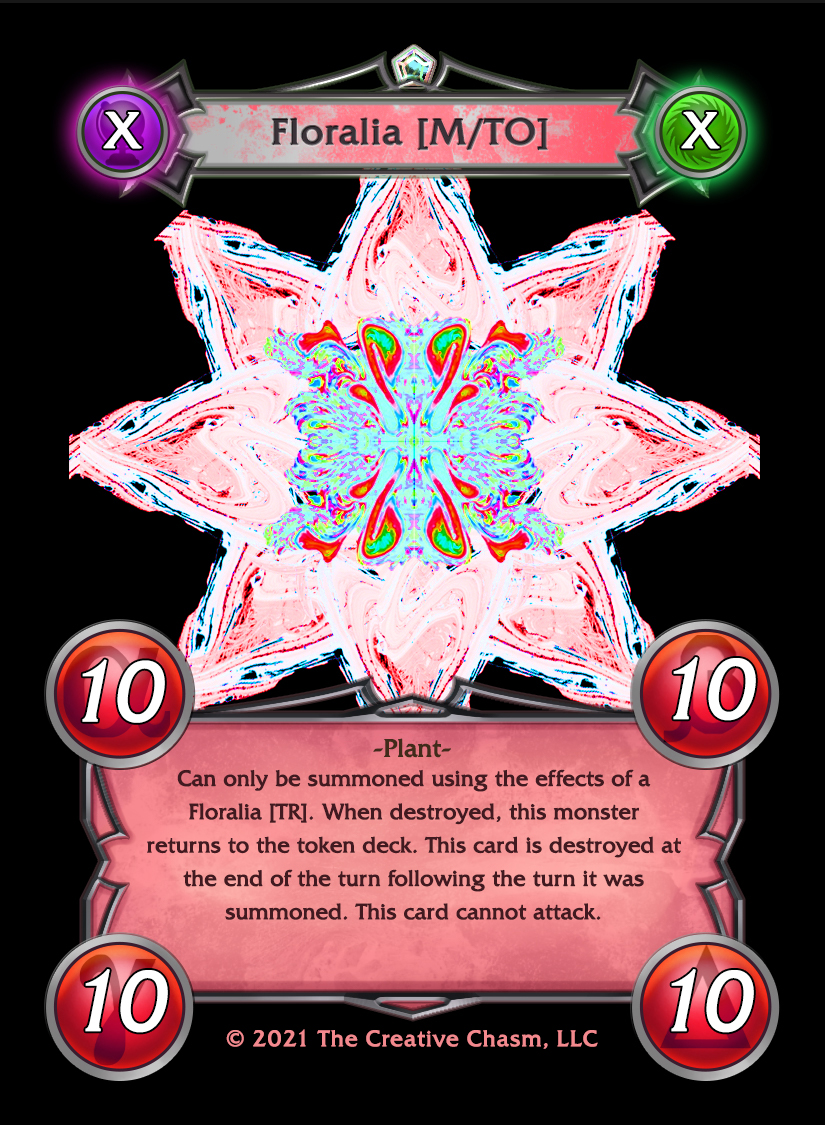 X
Floralia [M/TO]
X
10
α
10
β
-Plant-
Can only be summoned using the effects of a
Floralia [TR]. When destroyed, this monster
returns to the token deck. This card is destroyed at
the end of the turn following the turn it was
summoned. This card cannot attack.
10
γ
10
Δ
© 2021 The Creative Chasm, LLC